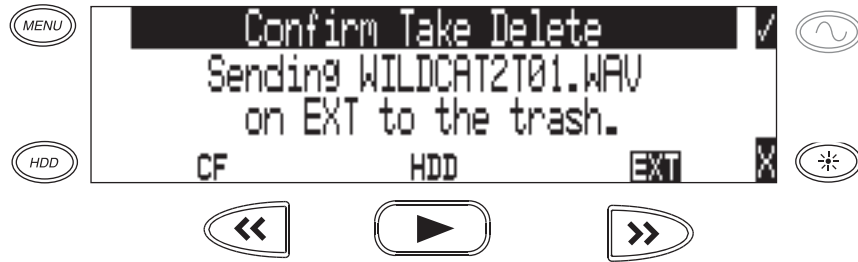 MENU
Confirm Take Delete
✓
Sending WILDCAT2T01.WAV
on EXT to the trash.
HDD
CF HDD EXT X